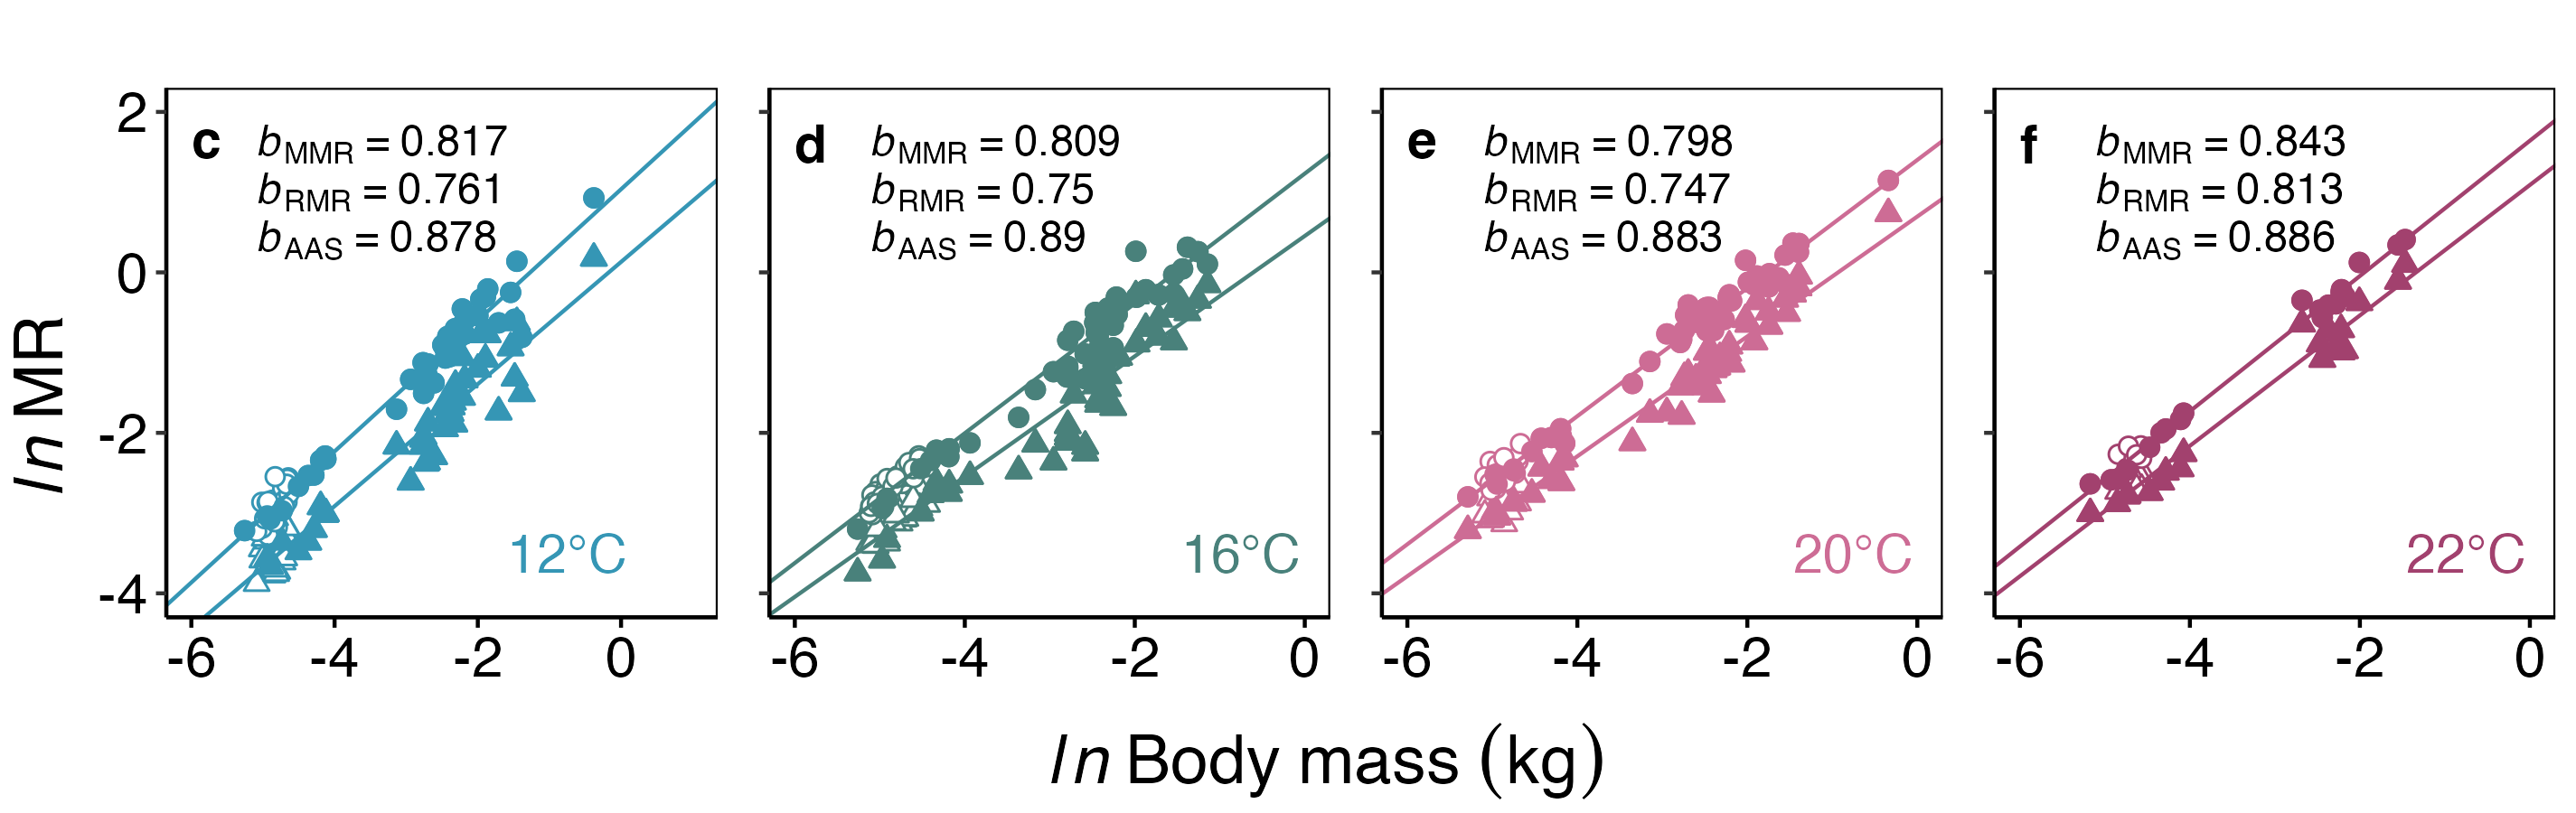 c
bMMR = 0.817
bRMR = 0.761
bAAS = 0.878
12°C
d
bMMR = 0.809
bRMR = 0.75
bAAS = 0.89
16°C
e
bMMR = 0.798
bRMR = 0.747
bAAS = 0.883
20°C
f
bMMR = 0.843
bRMR = 0.813
bAAS = 0.886
22°C
2
0
-2
-4
ln MR
-6 -4 -2 0
-6 -4 -2 0
-6 -4 -2 0
-6 -4 -2 0
ln Body mass (kg)